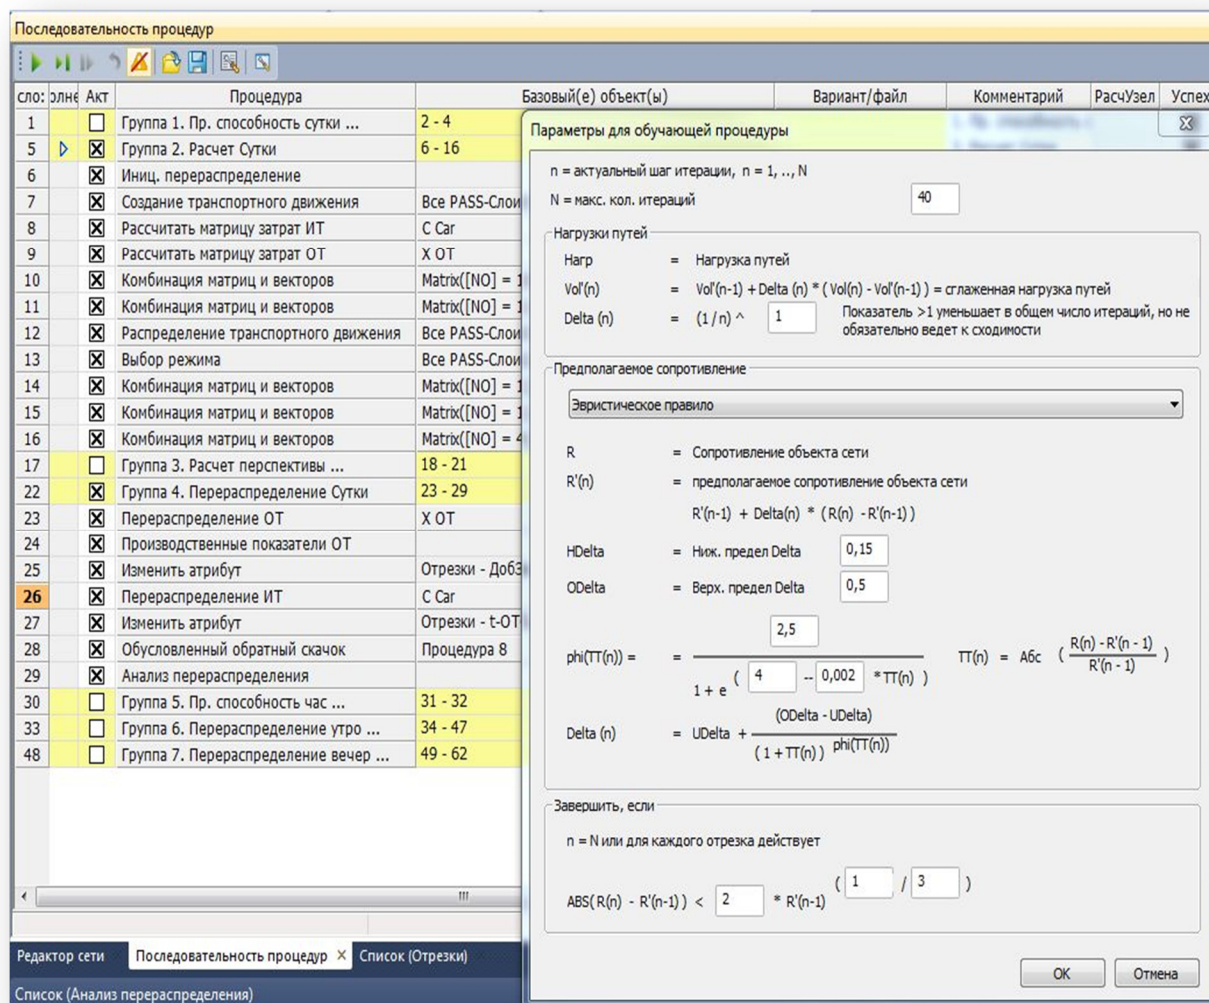 Последовательность процедур
сло: олне Акт Процедура Базовый(е) объект(ы) Вариант/файл Комментарий РасчУзел Успех
1 Группа 1. Пр. способность сутки ... 2 - 4
5 Группа 2. Расчет Сутки 6 - 16
6 Иниц. перераспределение
7 Создание транспортного движения Все PASS-Слои
8 Рассчитать матрицу затрат ИТ C Car
9 Рассчитать матрицу затрат ОТ X ОТ
10 Комбинация матриц и векторов Matrix([NO] = 1
11 Комбинация матриц и векторов Matrix([NO] = 1
12 Распределение транспортного движения Все PASS-Слои
13 Выбор режима Все PASS-Слои
14 Комбинация матриц и векторов Matrix([NO] = 1
15 Комбинация матриц и векторов Matrix([NO] = 1
16 Комбинация матриц и векторов Matrix([NO] = 4
17 Группа 3. Расчет перспективы ... 18 - 21
22 Группа 4. Перераспределение Сутки 23 - 29
23 Перераспределение ОТ X ОТ
24 Производственные показатели ОТ
25 Изменить атрибут Отрезки - ДобЗ
26 Перераспределение ИТ C Car
27 Изменить атрибут Отрезки - t-ОТ
28 Обусловленный обратный скачок Процедура 8
29 Анализ перераспределения
30 Группа 5. Пр. способность час ... 31 - 32
33 Группа 6. Перераспределение утро ... 34 - 47
48 Группа 7. Перераспределение вечер ... 49 - 62
Редактор сети Последовательность процедур × Список (Отрезки)
Список (Анализ перераспределения)
Параметры для обучающей процедуры
n = актуальный шаг итерации, n = 1, .., N
N = макс. кол. итераций 40
Нагрузки путей
Нагр = Нагрузка путей
Vol'(n) = Vol'(n-1) + Delta (n) * ( Vol(n) - Vol'(n-1) ) = сглаженная нагрузка путей
Delta (n) = (1 / n) ^ 1 Показатель >1 уменьшает в общем число итераций, но не
обязательно ведет к сходимости
Предполагаемое сопротивление
Эвристическое правило
R = Сопротивление объекта сети
R'(n) = предполагаемое сопротивление объекта сети
R'(n-1) + Delta(n) * ( R(n) - R'(n-1) )
HDelta = Ниж. предел Delta 0,15
ODelta = Верх. предел Delta 0,5
2,5
phi(TT(n)) = = 1 + e ( 4 -- 0,002 * TT(n) ) TT(n) = Абс ( R(n) - R'(n - 1) / R'(n - 1) )
(ODelta - UDelta)
Delta (n) = UDelta +
( 1 + TT(n) ) phi(TT(n))
Завершить, если
n = N или для каждого отрезка действует
ABS( R(n) - R'(n-1) ) < 2 * R'(n-1) ( 1 / 3 )
OK Отмена